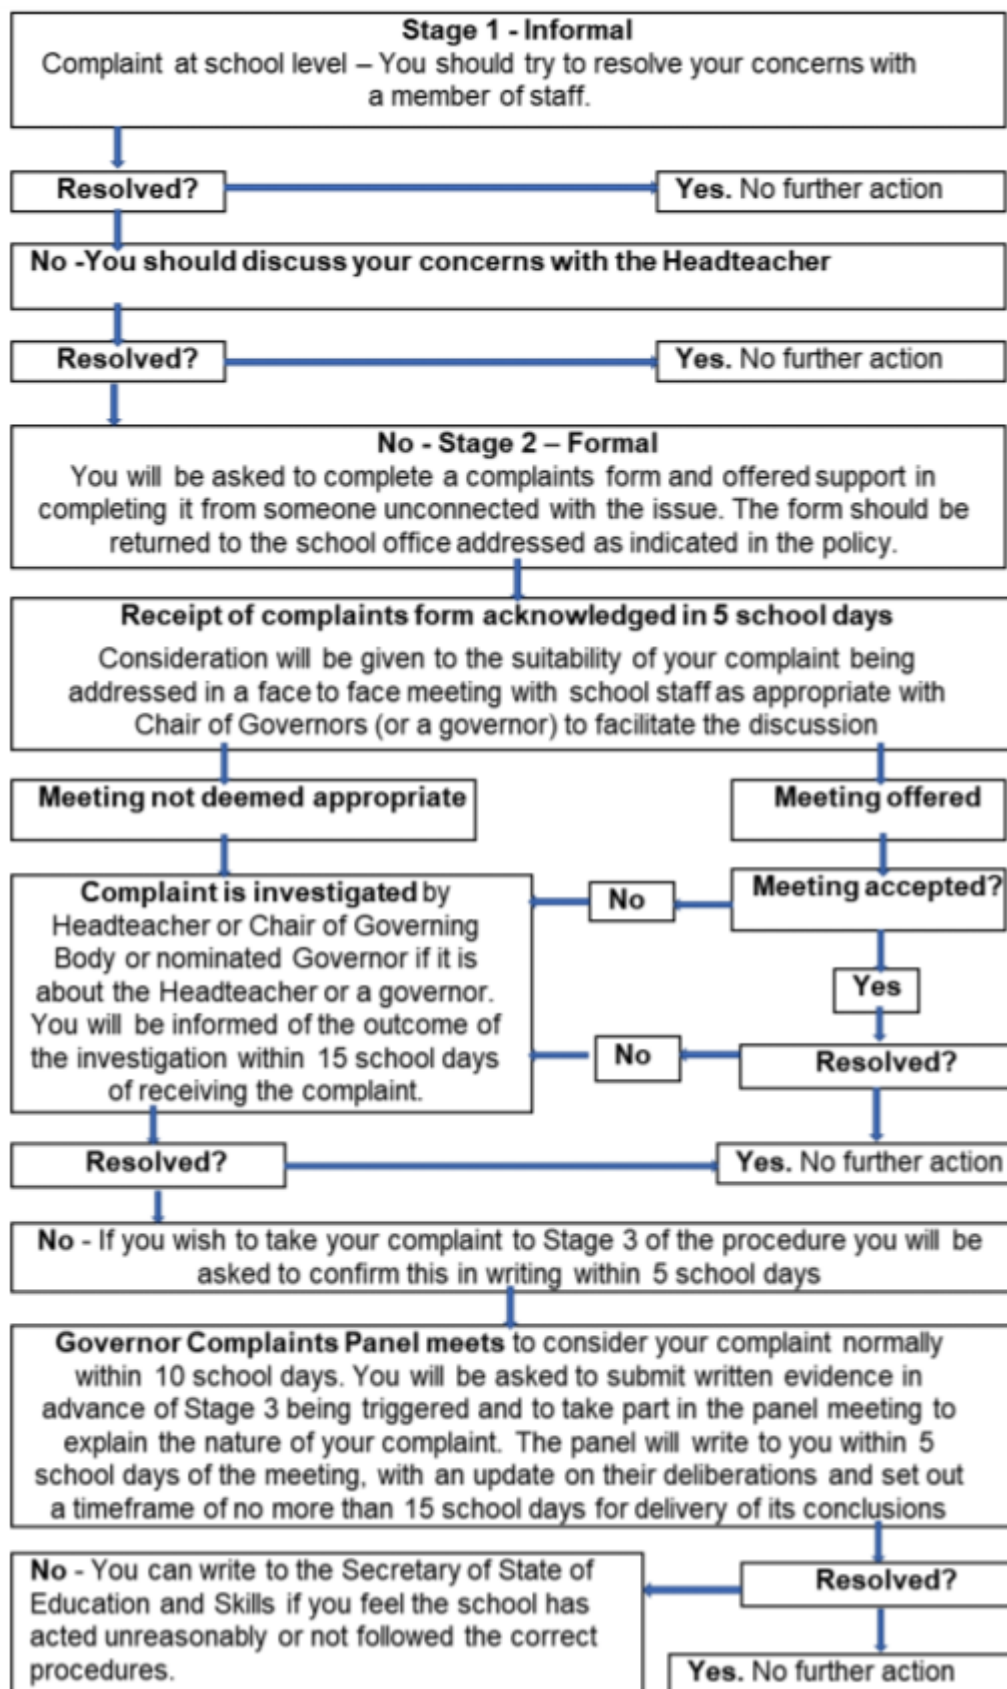 Stage 1 - Informal
Complaint at school level – You should try to resolve your concerns with
a member of staff.
Resolved?
Yes. No further action
No -You should discuss your concerns with the Headteacher
Resolved?
Yes. No further action
No - Stage 2 – Formal
You will be asked to complete a complaints form and offered support in
completing it from someone unconnected with the issue. The form should be
returned to the school office addressed as indicated in the policy.
Receipt of complaints form acknowledged in 5 school days
Consideration will be given to the suitability of your complaint being
addressed in a face to face meeting with school staff as appropriate with
Chair of Governors (or a governor) to facilitate the discussion
Meeting not deemed appropriate
Meeting offered
Complaint is investigated by
Headteacher or Chair of Governing
Body or nominated Governor if it is
about the Headteacher or a governor.
You will be informed of the outcome of
the investigation within 15 school days
of receiving the complaint.
No
Meeting accepted?
Yes
No
Resolved?
Resolved?
Yes. No further action
No - If you wish to take your complaint to Stage 3 of the procedure you will be
asked to confirm this in writing within 5 school days
Governor Complaints Panel meets to consider your complaint normally
within 10 school days. You will be asked to submit written evidence in
advance of Stage 3 being triggered and to take part in the panel meeting to
explain the nature of your complaint. The panel will write to you within 5
school days of the meeting, with an update on their deliberations and set out
a timeframe of no more than 15 school days for delivery of its conclusions
No - You can write to the Secretary of State of
Education and Skills if you feel the school has
acted unreasonably or not followed the correct
procedures.
Resolved?
Yes. No further action